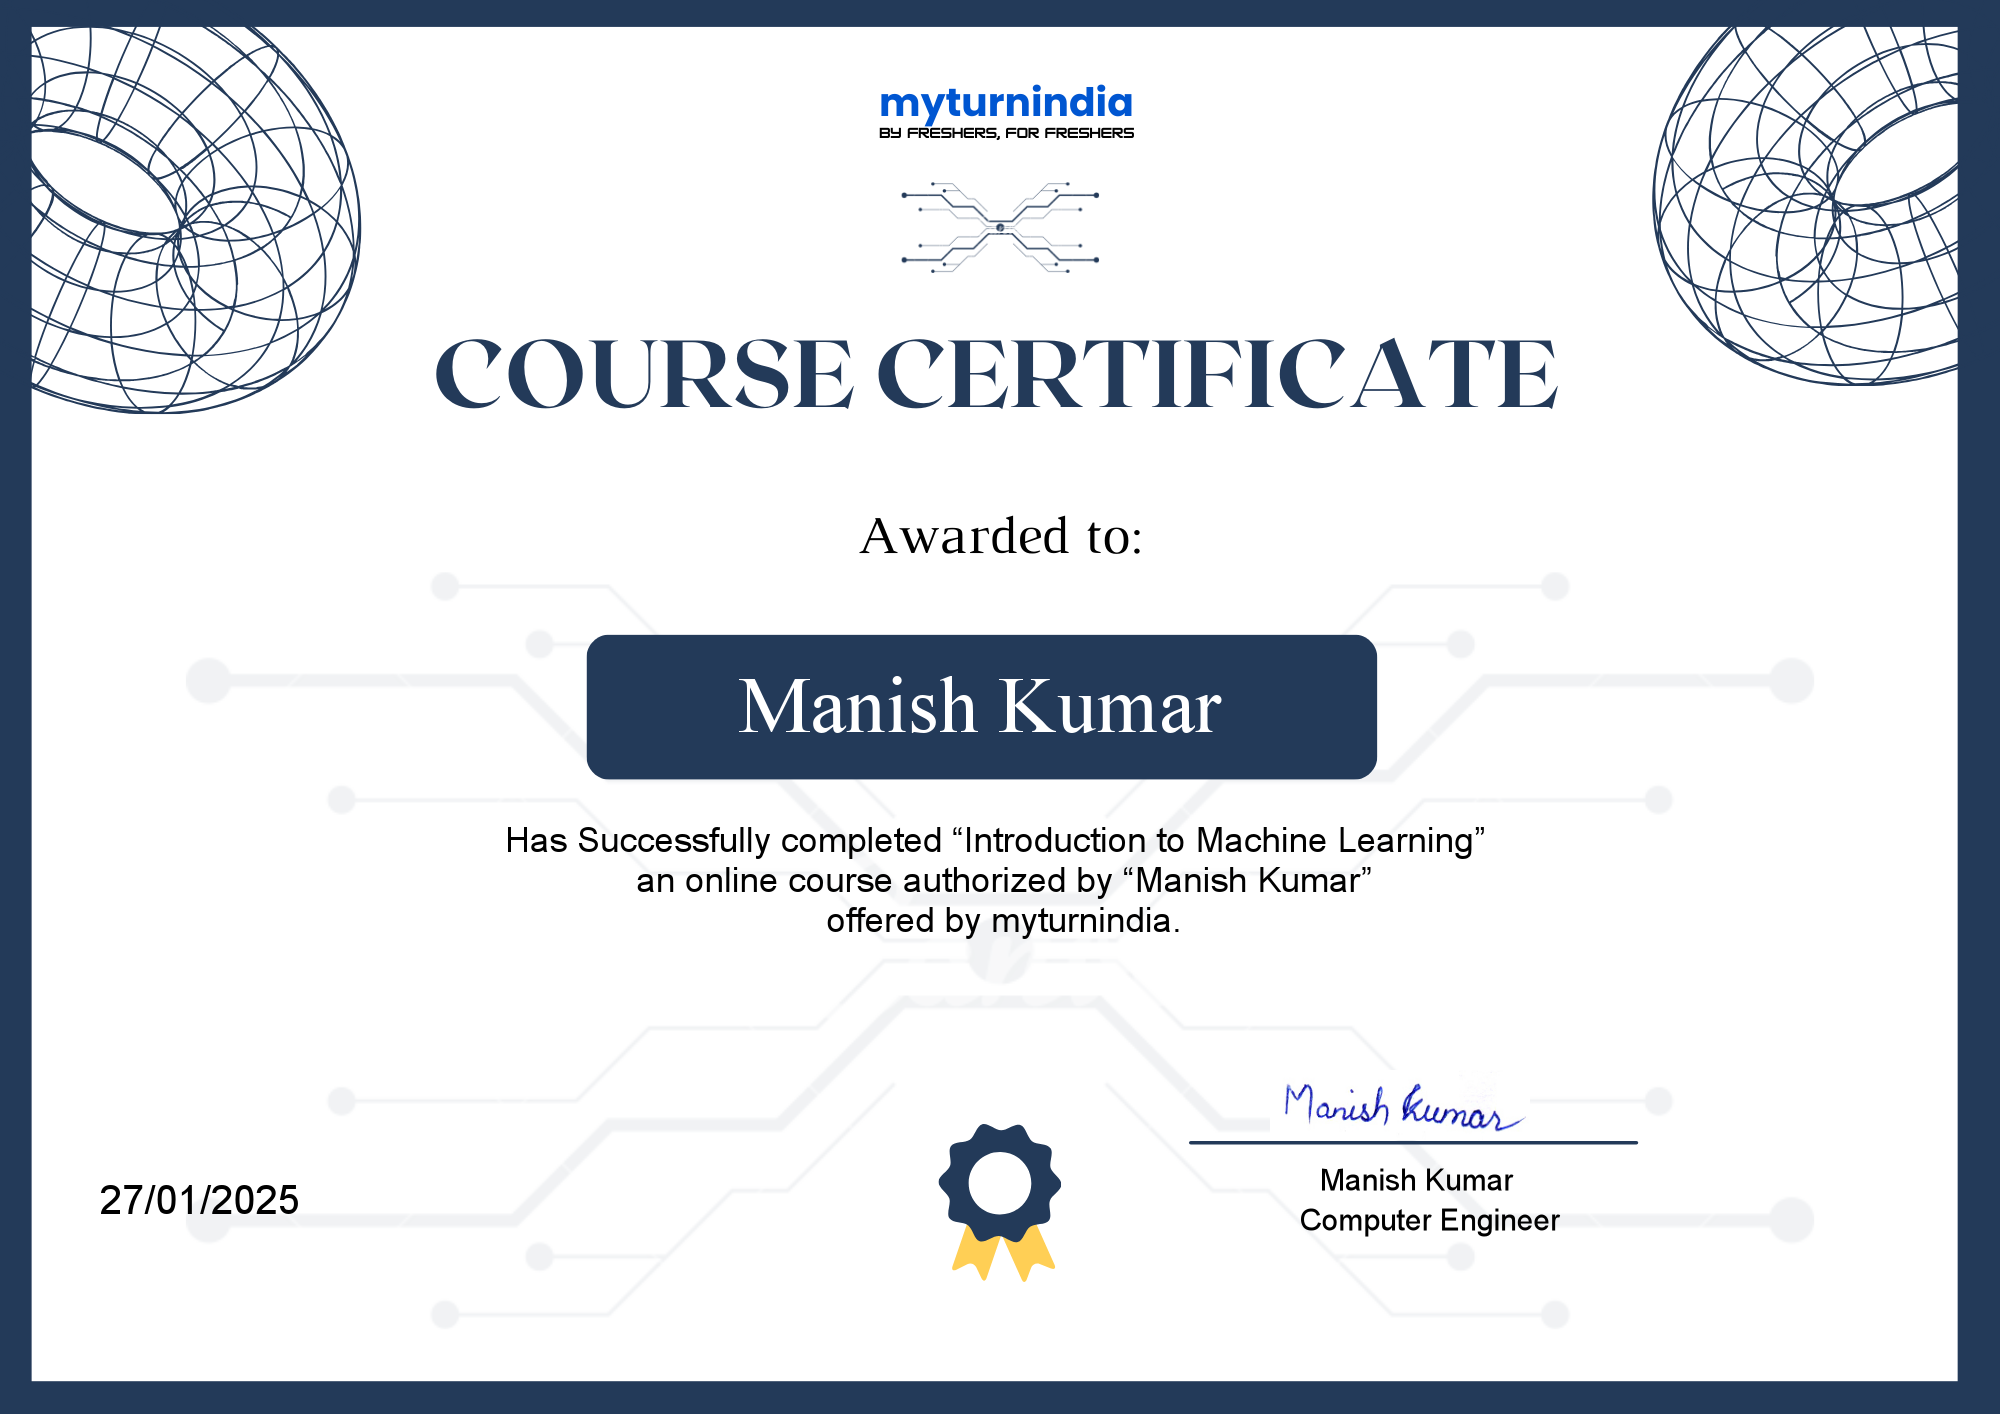 myturnindia
BY FRESHERS, FOR FRESHERS
COURSE CERTIFICATE
Awarded to:
Manish Kumar
Has Successfully completed “Introduction to Machine Learning”
an online course authorized by “Manish Kumar”
offered by myturnindia.
Manish Kumar
Manish Kumar
Computer Engineer
27/01/2025